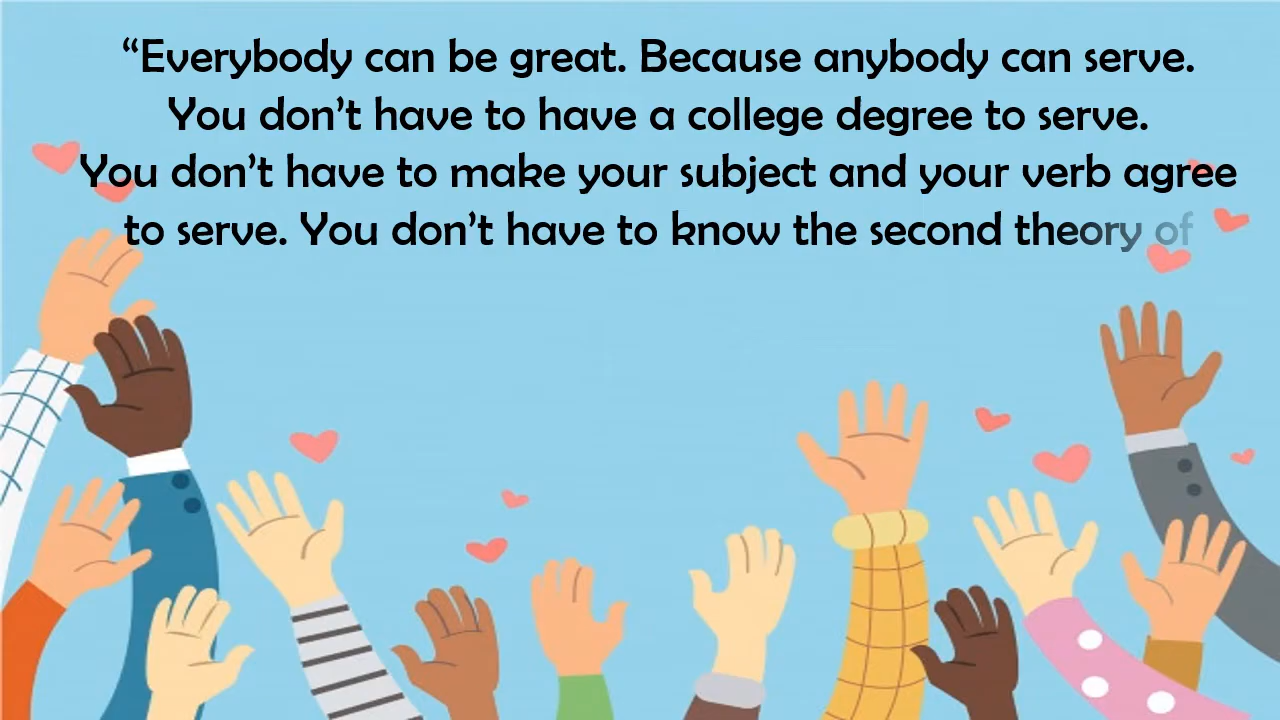 “Everybody can be great. Because anybody can serve.
You don’t have to have a college degree to serve.
You don’t have to make your subject and your verb agree
to serve. You don’t have to know the second theory of